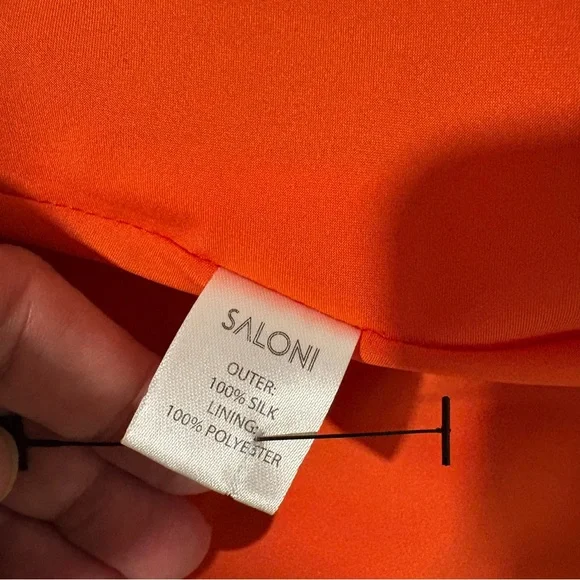 SALONI
OUTER:
100% SILK
LINING:
100% POLYESTER